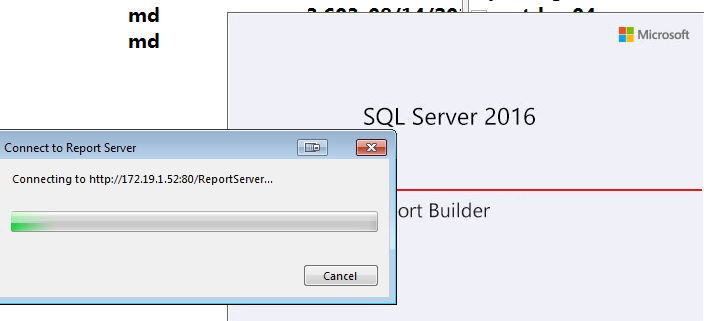 md
md
Microsoft
SQL Server 2016
Connect to Report Server
Connecting to http://172.19.1.52:80/ReportServer...
ort Builder
Cancel